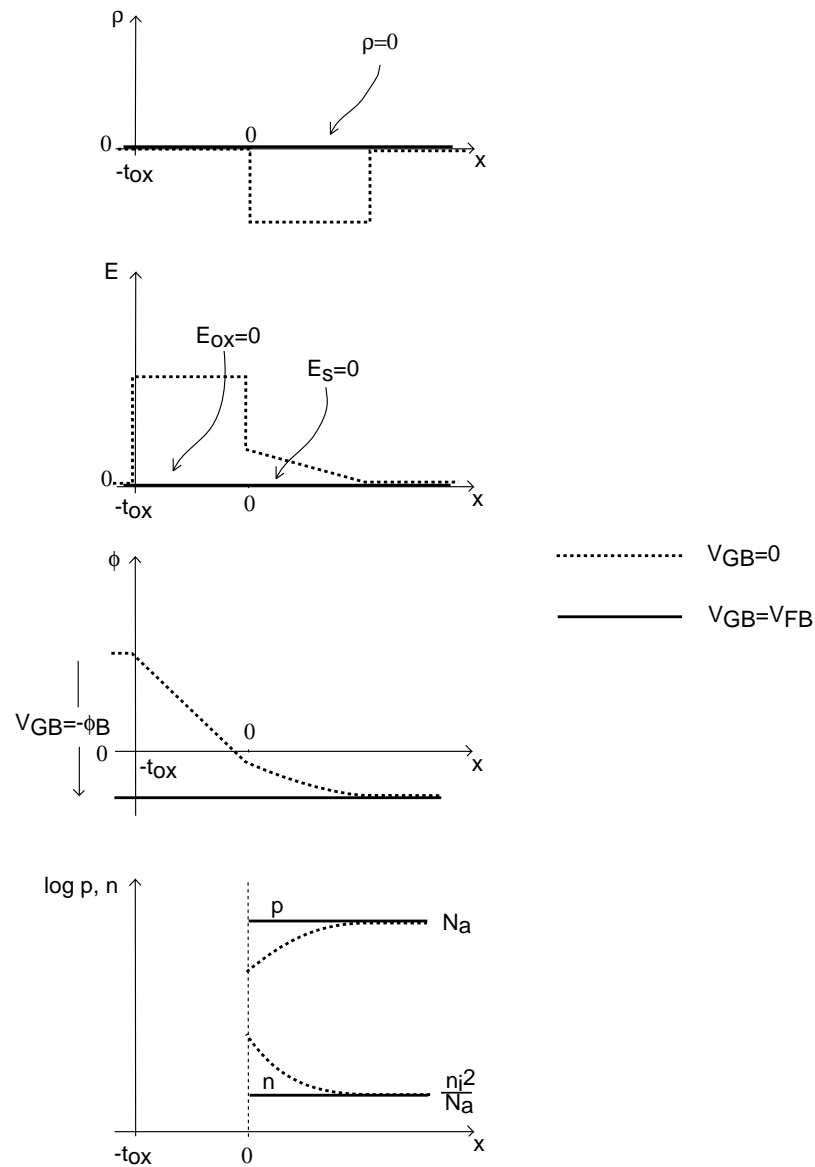 ρ
ρ=0
0
0
-tox
x
E
Eox=0
Es=0
0
-tox
0
x
ϕ
VGB=0
VGB=VFB
VGB=-ϕB
0
0
-tox
x
log p, n
p
Na
n
ni2
Na
-tox
0
x